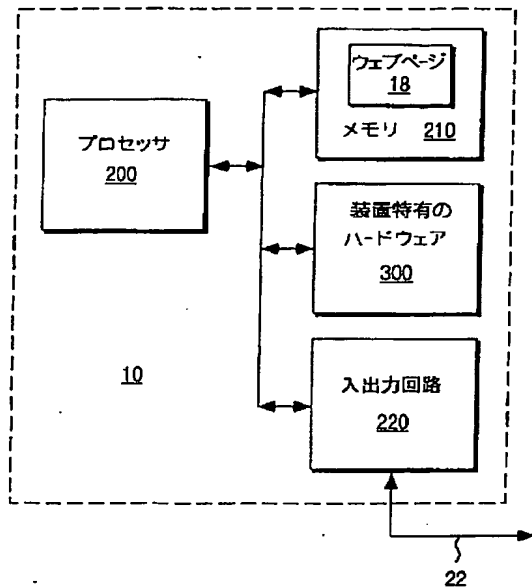 ウェブページ
18
メモリ 210
プロセッサ
200
装置特有の
ハードウェア
300
10
入出力回路
220
22